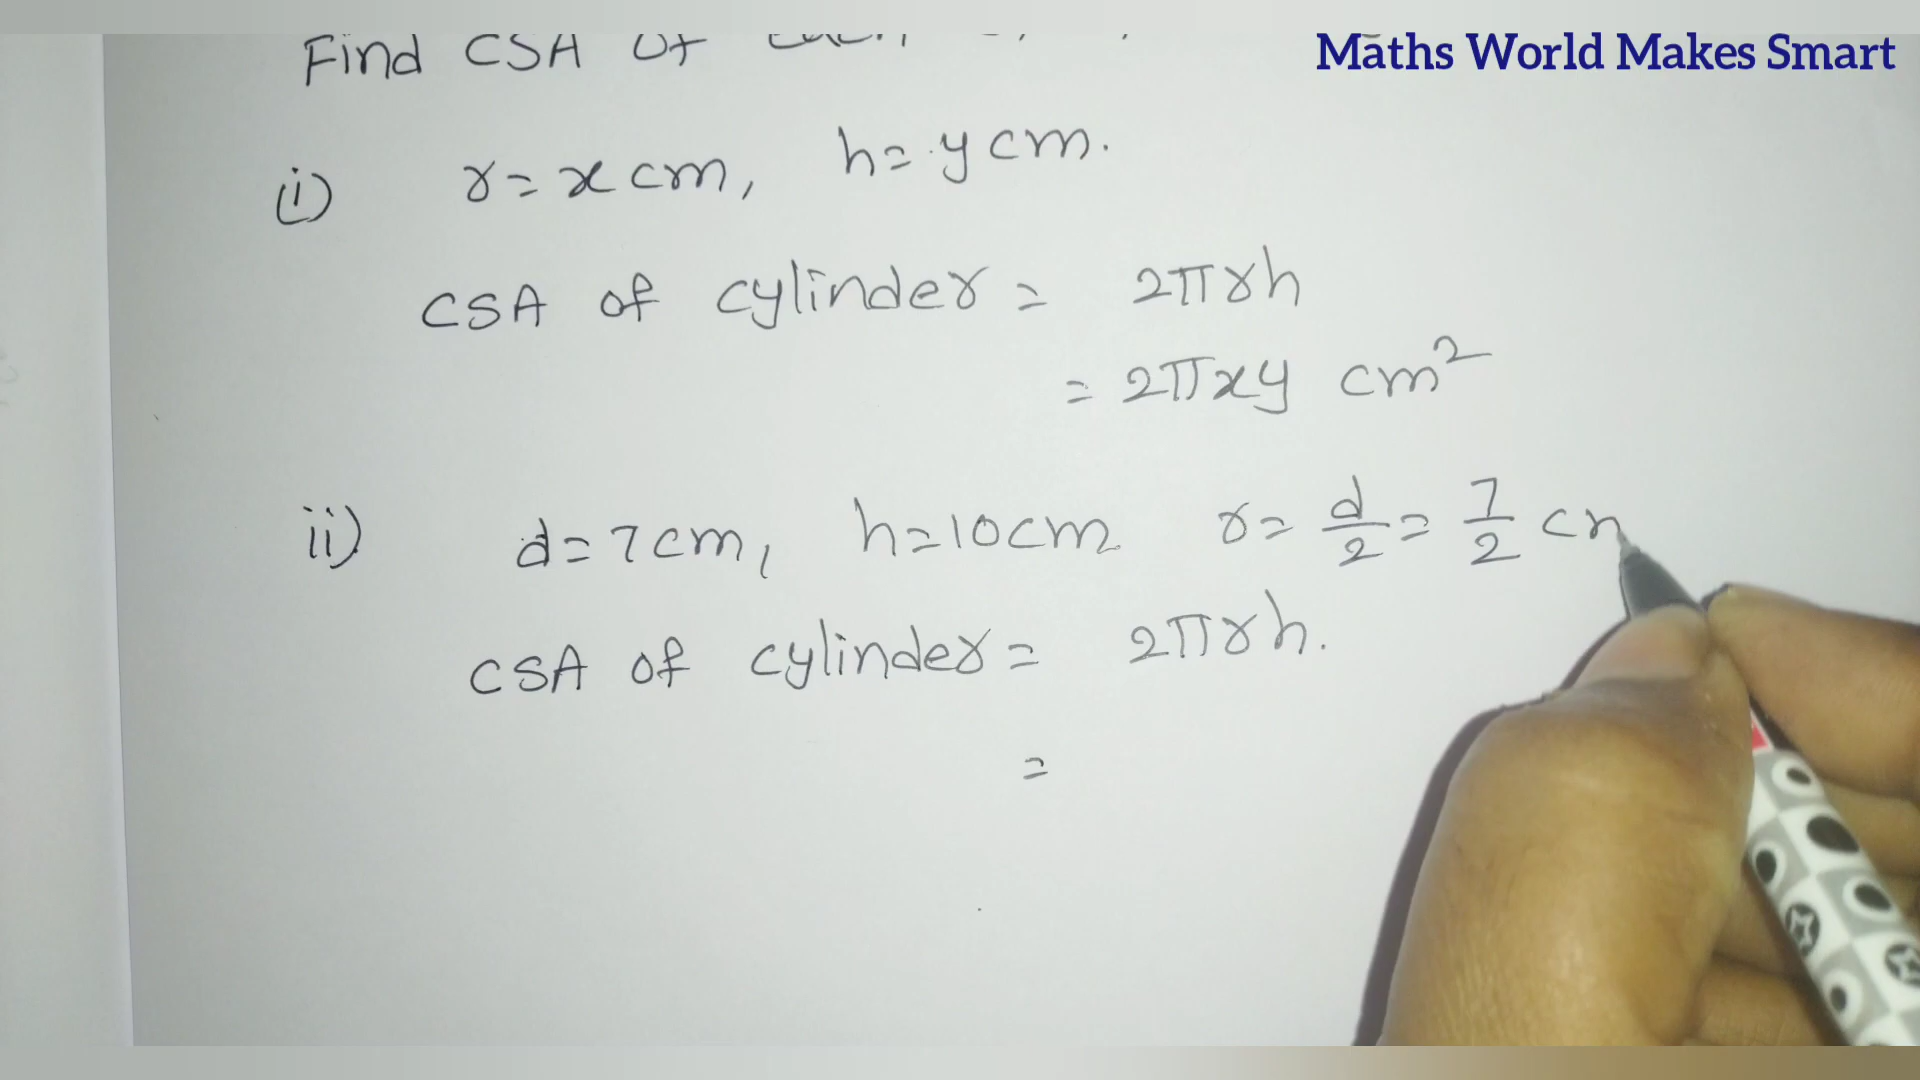 Maths World Makes Smart
Find CSA of
(i) r = x cm, h = y cm.
CSA of cylinder = 2πrh
= 2πxy cm²
ii) d = 7cm, h = 10cm r = d/2 = 7/2 cm
CSA of cylinder = 2πrh.
=